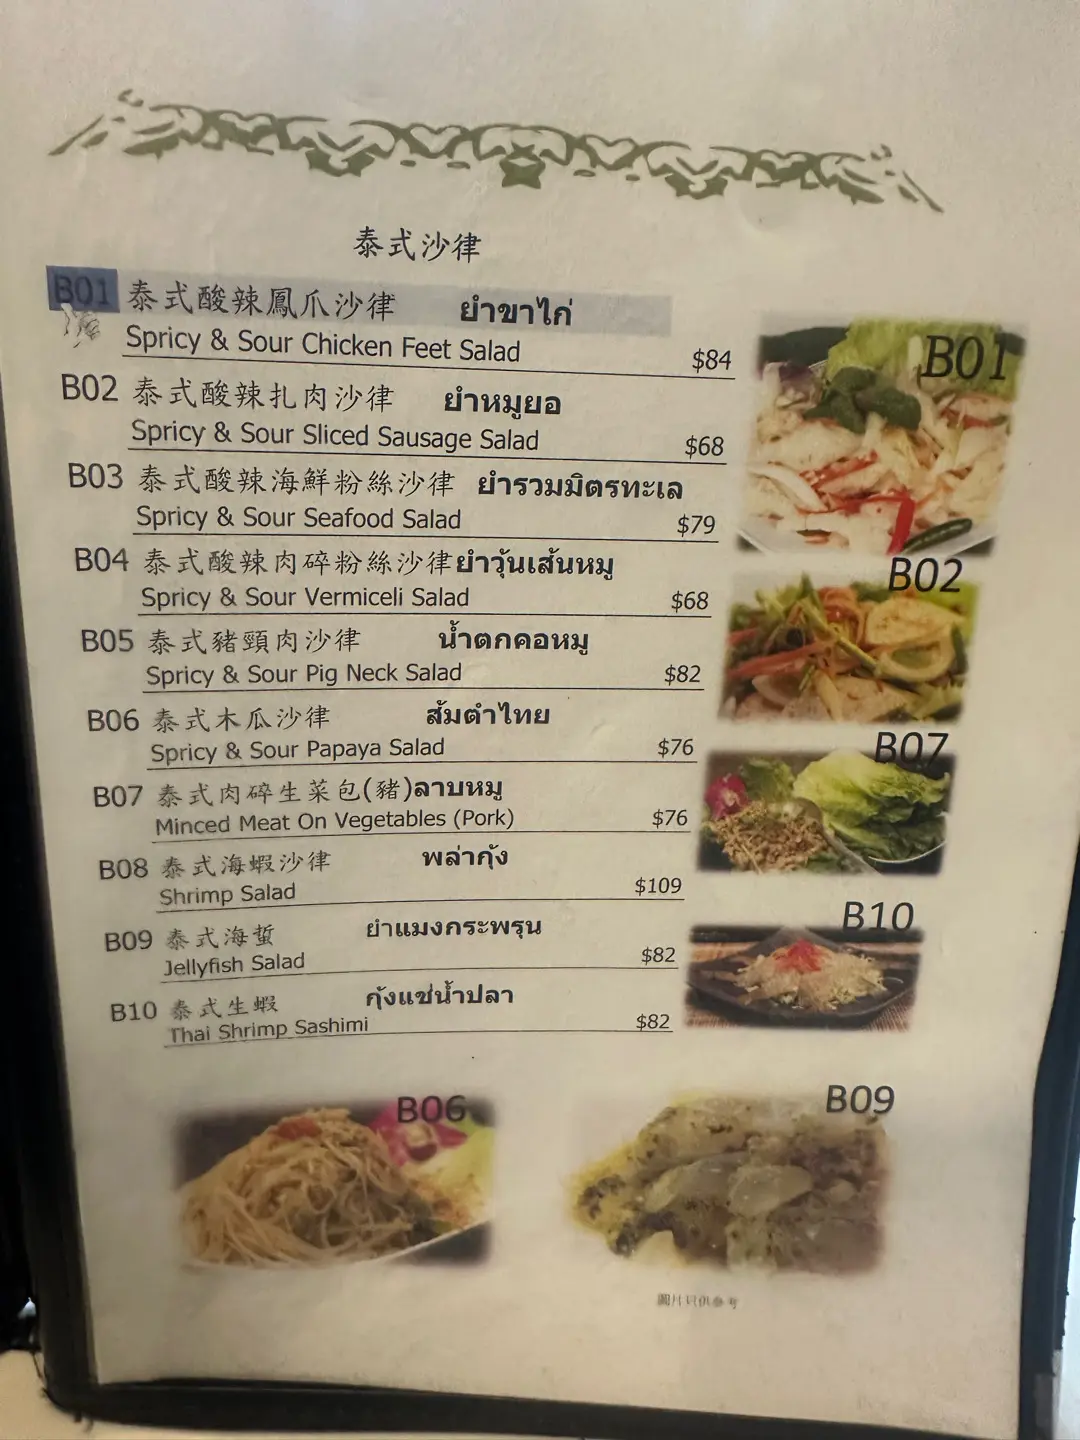 泰式沙律
B01 泰式酸辣鳳爪沙律 ยำขาไก่
Spricy & Sour Chicken Feet Salad $84
B02 泰式酸辣扎肉沙律 ยำหมูยอ
Spricy & Sour Sliced Sausage Salad $68
B03 泰式酸辣海鮮粉絲沙律 ยำรวมมิตรทะเล
Spricy & Sour Seafood Salad $79
B04 泰式酸辣肉碎粉絲沙律 ยำวุ้นเส้นหมู
Spricy & Sour Vermiceli Salad $68
B05 泰式豬頸肉沙律 น้ำตกคอหมู
Spricy & Sour Pig Neck Salad $82
B06 泰式木瓜沙律 ส้มตำไทย
Spricy & Sour Papaya Salad $76
B07 泰式肉碎生菜包(豬) ลาบหมู
Minced Meat On Vegetables (Pork) $76
B08 泰式海蝦沙律 พล่ากุ้ง
Shrimp Salad $109
B09 泰式海蜇 ยำแมงกระพรุน
Jellyfish Salad $82
B10 泰式生蝦 กุ้งแช่น้ำปลา
Thai Shrimp Sashimi $82
B01
B02
B07
B10
B06
B09
圖片只供參考